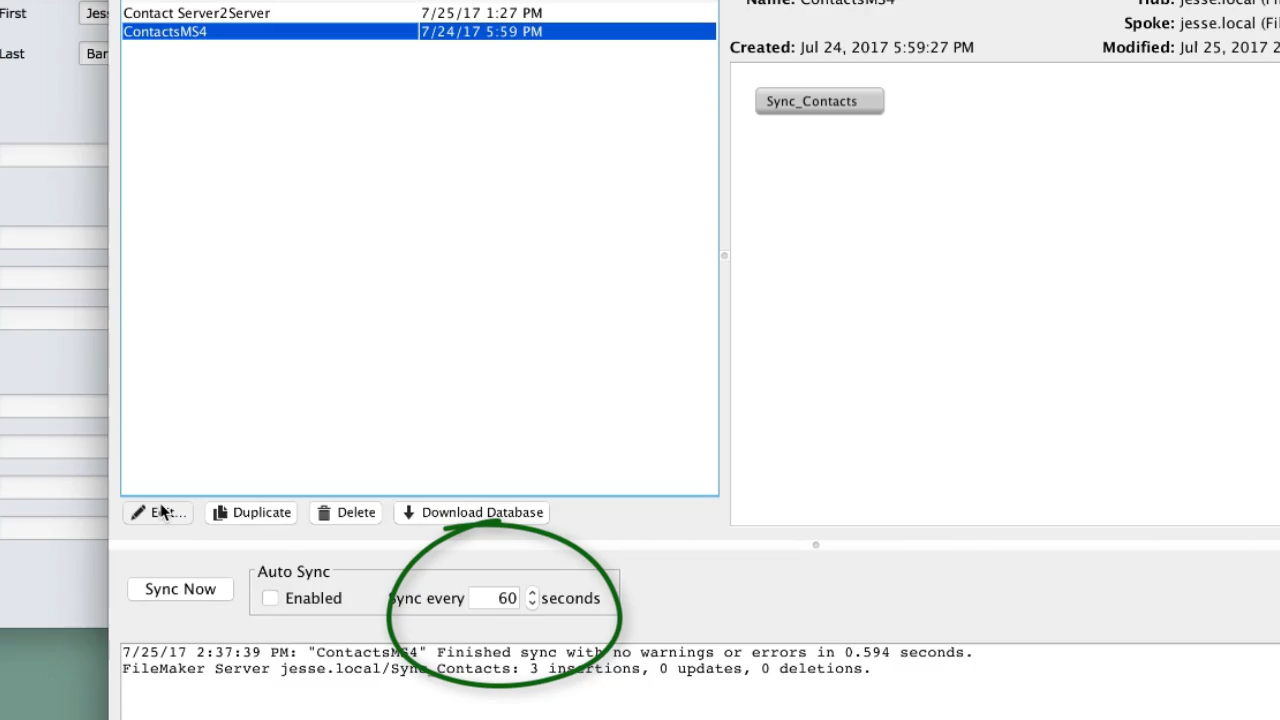 First
Jes
Last
Bar
Contact Server2Server 7/25/17 1:27 PM
ContactsMS4 7/24/17 5:59 PM
Name: ContactsMS4
Hub: jesse.local (F
Spoke: jesse.local (Fi
Created: Jul 24, 2017 5:59:27 PM
Modified: Jul 25, 2017 2
Sync_Contacts
Duplicate
Delete
Download Database
Sync Now
Auto Sync
Enabled
Sync every 60 seconds
7/25/17 2:37:39 PM: "ContactsMS4" Finished sync with no warnings or errors in 0.594 seconds.
FileMaker Server jesse.local/Sync_Contacts: 3 insertions, 0 updates, 0 deletions.